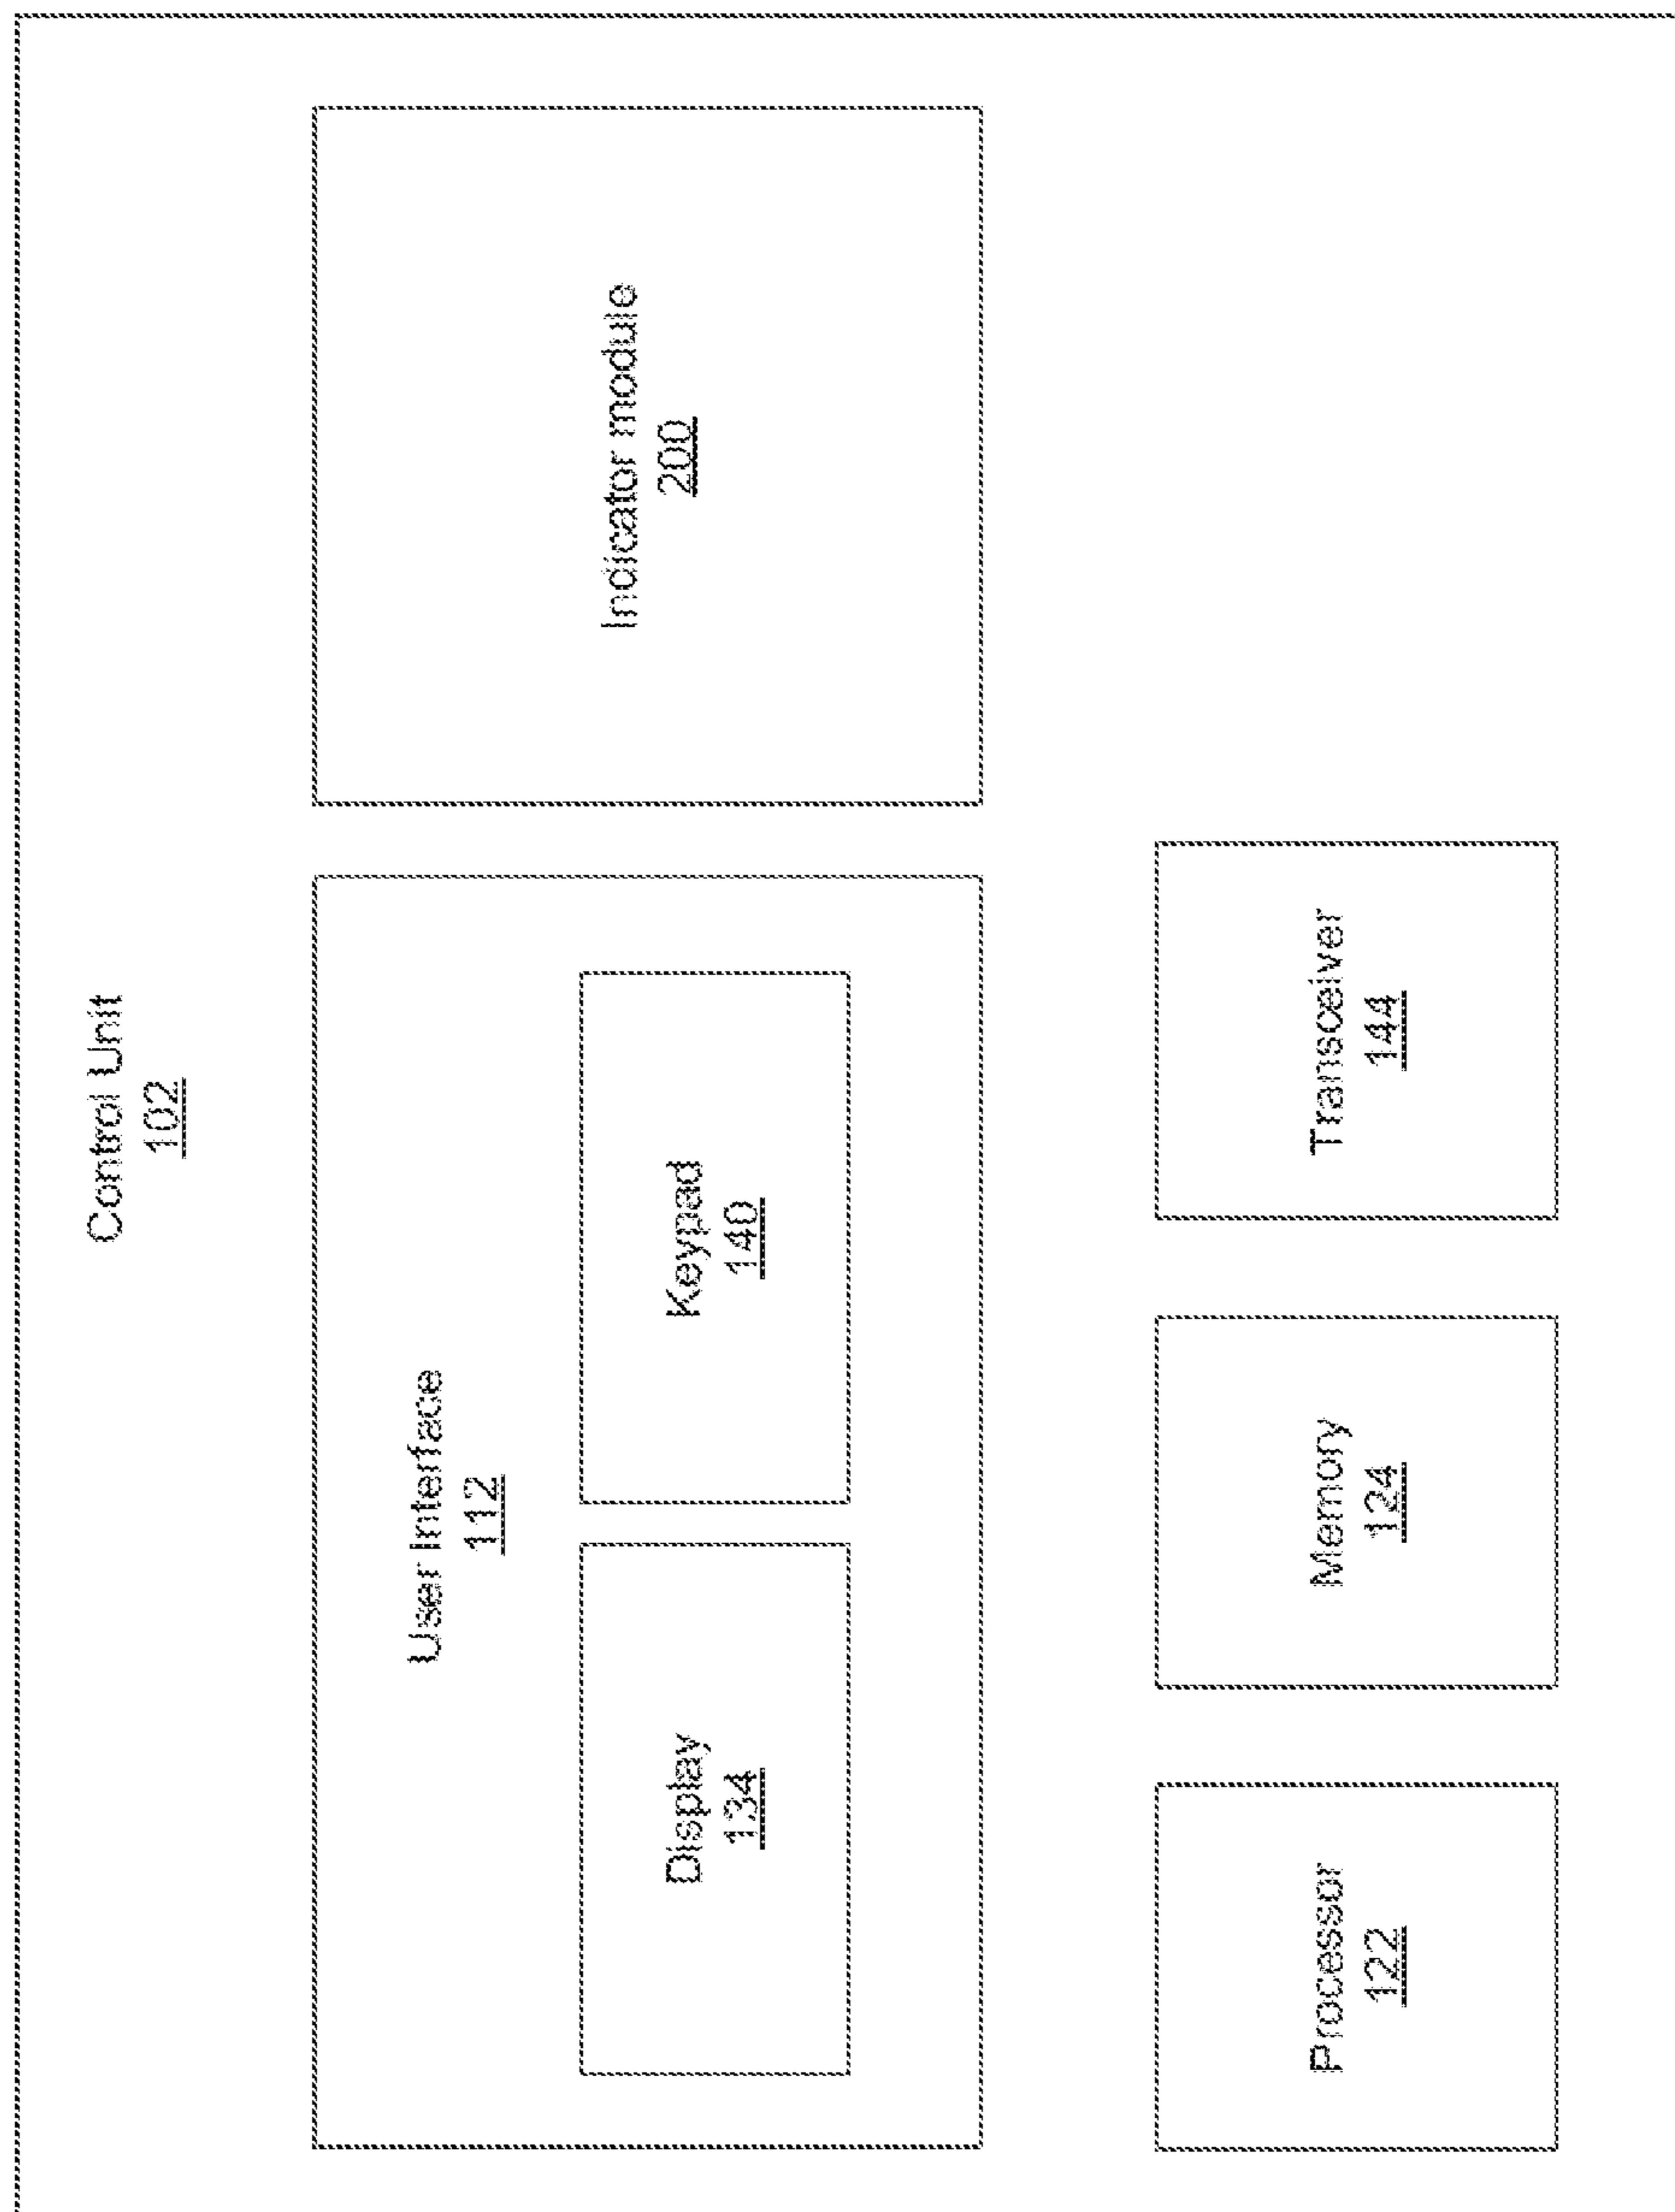 Control Unit
102
User Interface
112
Display
134
Keypad
140
Indicator module
200
Processor
122
Memory
124
Transceiver
144